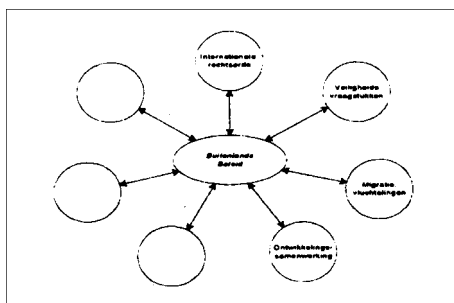 Internationale
rechtsorde
Veiligheids
vraagstukken
Buitenlands
Beleid
Migratie
vluchtelingen
Ontwikkelings-
samenwerking